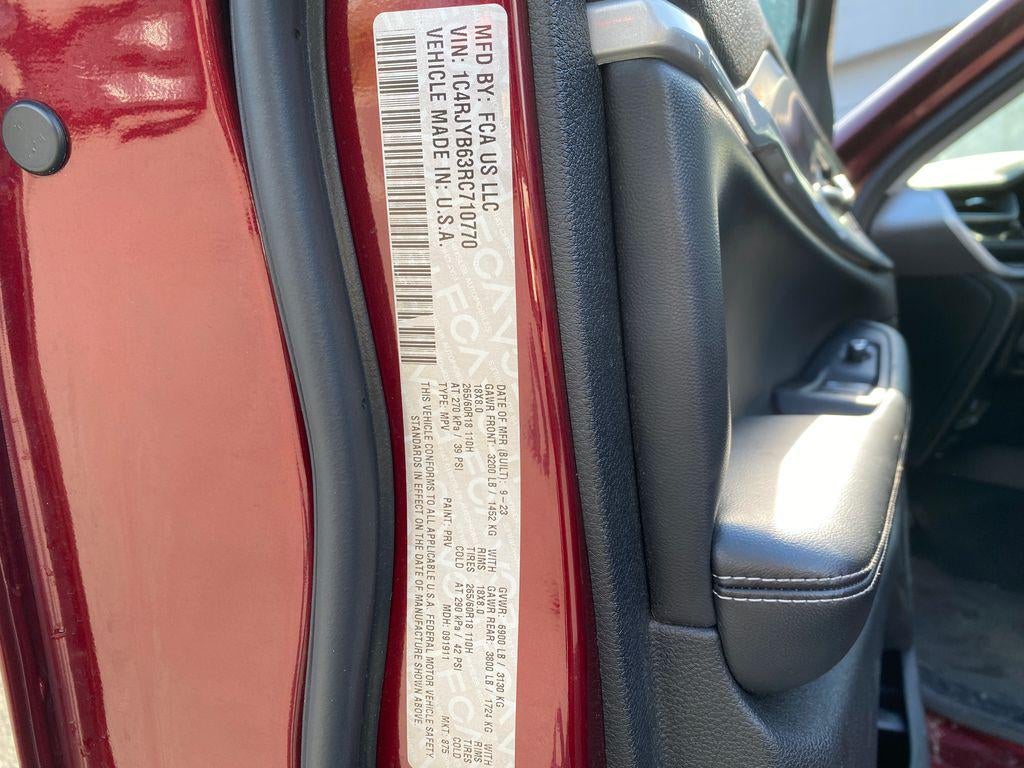 MFD BY: FCA US LLC
VIN: 1C4RJYB63RC710770
VEHICLE MADE IN: U.S.A.
DATE OF MFR (BUILT): 9-23 GVWR: 6900 LB / 3130 KG
GAWR FRONT: 3200 LB / 1452 KG WITH GAWR REAR: 3800 LB / 1724 KG WITH
18X8.0 RIMS 18X8.0 RIMS
265/60R18 110H TIRES 265/60R18 110H TIRES
AT 270 kPa / 39 PSI COLD AT 290 kPa / 42 PSI COLD
TYPE: MPV PAINT: PRV MDH: 091911 MKT: 875
THIS VEHICLE CONFORMS TO ALL APPLICABLE U.S.A. FEDERAL MOTOR VEHICLE SAFETY
STANDARDS IN EFFECT ON THE DATE OF MANUFACTURE SHOWN ABOVE